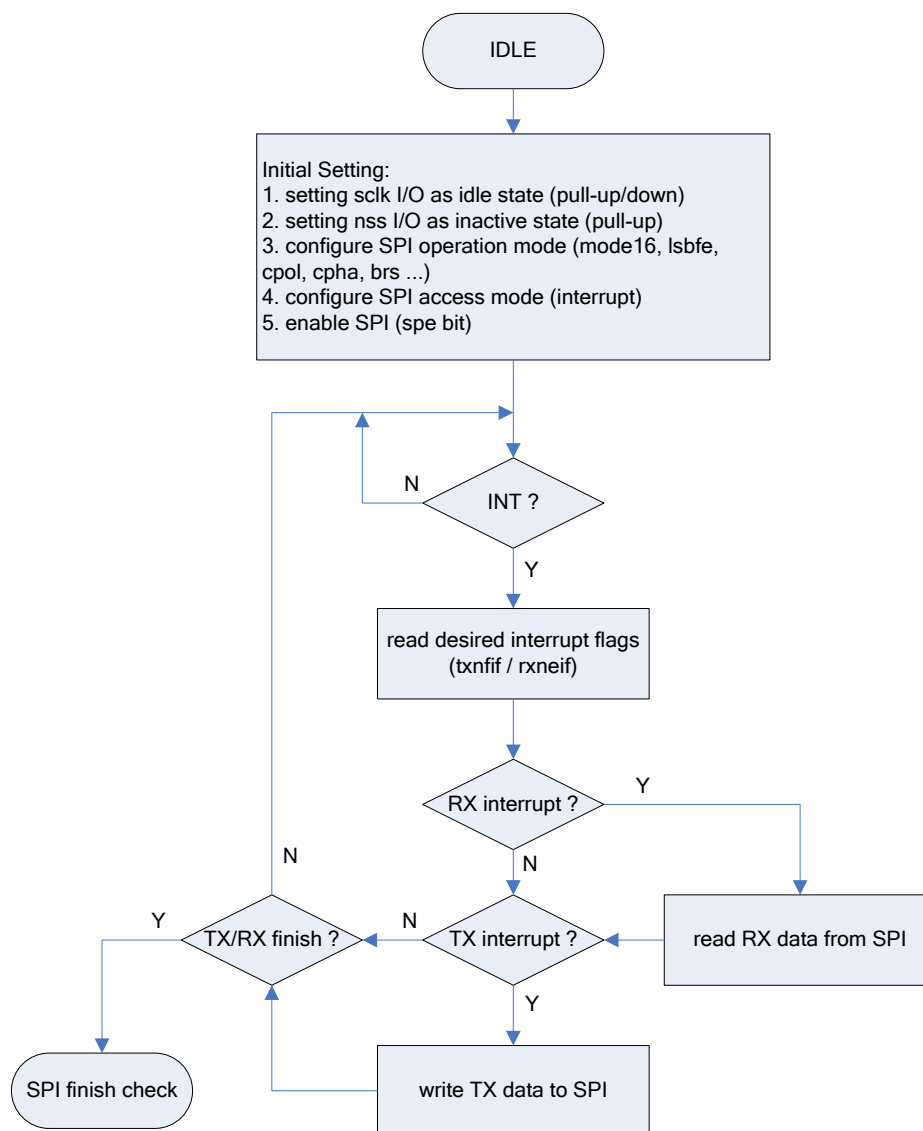 IDLE
Initial Setting:
1. setting sclk I/O as idle state (pull-up/down)
2. setting nss I/O as inactive state (pull-up)
3. configure SPI operation mode (mode16, lsbfe,
cpol, cpha, brs ...)
4. configure SPI access mode (interrupt)
5. enable SPI (spe bit)
N
INT ?
Y
read desired interrupt flags
(txnfif / rxneif)
RX interrupt ?
Y
N
N
Y
TX/RX finish ?
N
TX interrupt ?
read RX data from SPI
Y
SPI finish check
write TX data to SPI